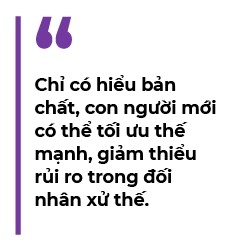 “
Chỉ có hiểu bản
chất, con người mới
có thể tối ưu thế
mạnh, giảm thiểu
rủi ro trong đối
nhân xử thế.